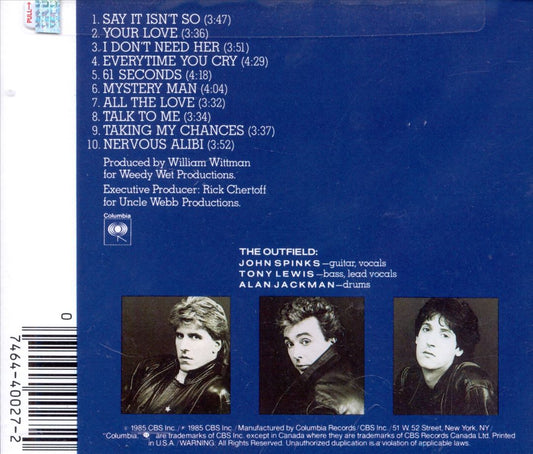 PULL→
1. SAY IT ISN'T SO (3:47)
2. YOUR LOVE (3:36)
3. I DON'T NEED HER (3:51)
4. EVERYTIME YOU CRY (4:29)
5. 61 SECONDS (4:18)
6. MYSTERY MAN (4:04)
7. ALL THE LOVE (3:32)
8. TALK TO ME (3:34)
9. TAKING MY CHANCES (3:37)
10. NERVOUS ALIBI (3:52)
Produced by William Wittman
for Weedy Wet Productions.
Executive Producer: Rick Chertoff
for Uncle Webb Productions.
Columbia
THE OUTFIELD:
JOHN SPINKS—guitar, vocals
TONY LEWIS—bass, lead vocals
ALAN JACKMAN—drums
0
7464-40027-2
© 1985 CBS Inc. / ℗ 1985 CBS Inc. / Manufactured by Columbia Records / CBS Inc. / 51 W. 52 Street, New York, NY /
"Columbia," are trademarks of CBS Inc. except in Canada where they are trademarks of CBS Records Canada Ltd. Printed
in U.S.A. / WARNING: All Rights Reserved. Unauthorized duplication is a violation of applicable laws.